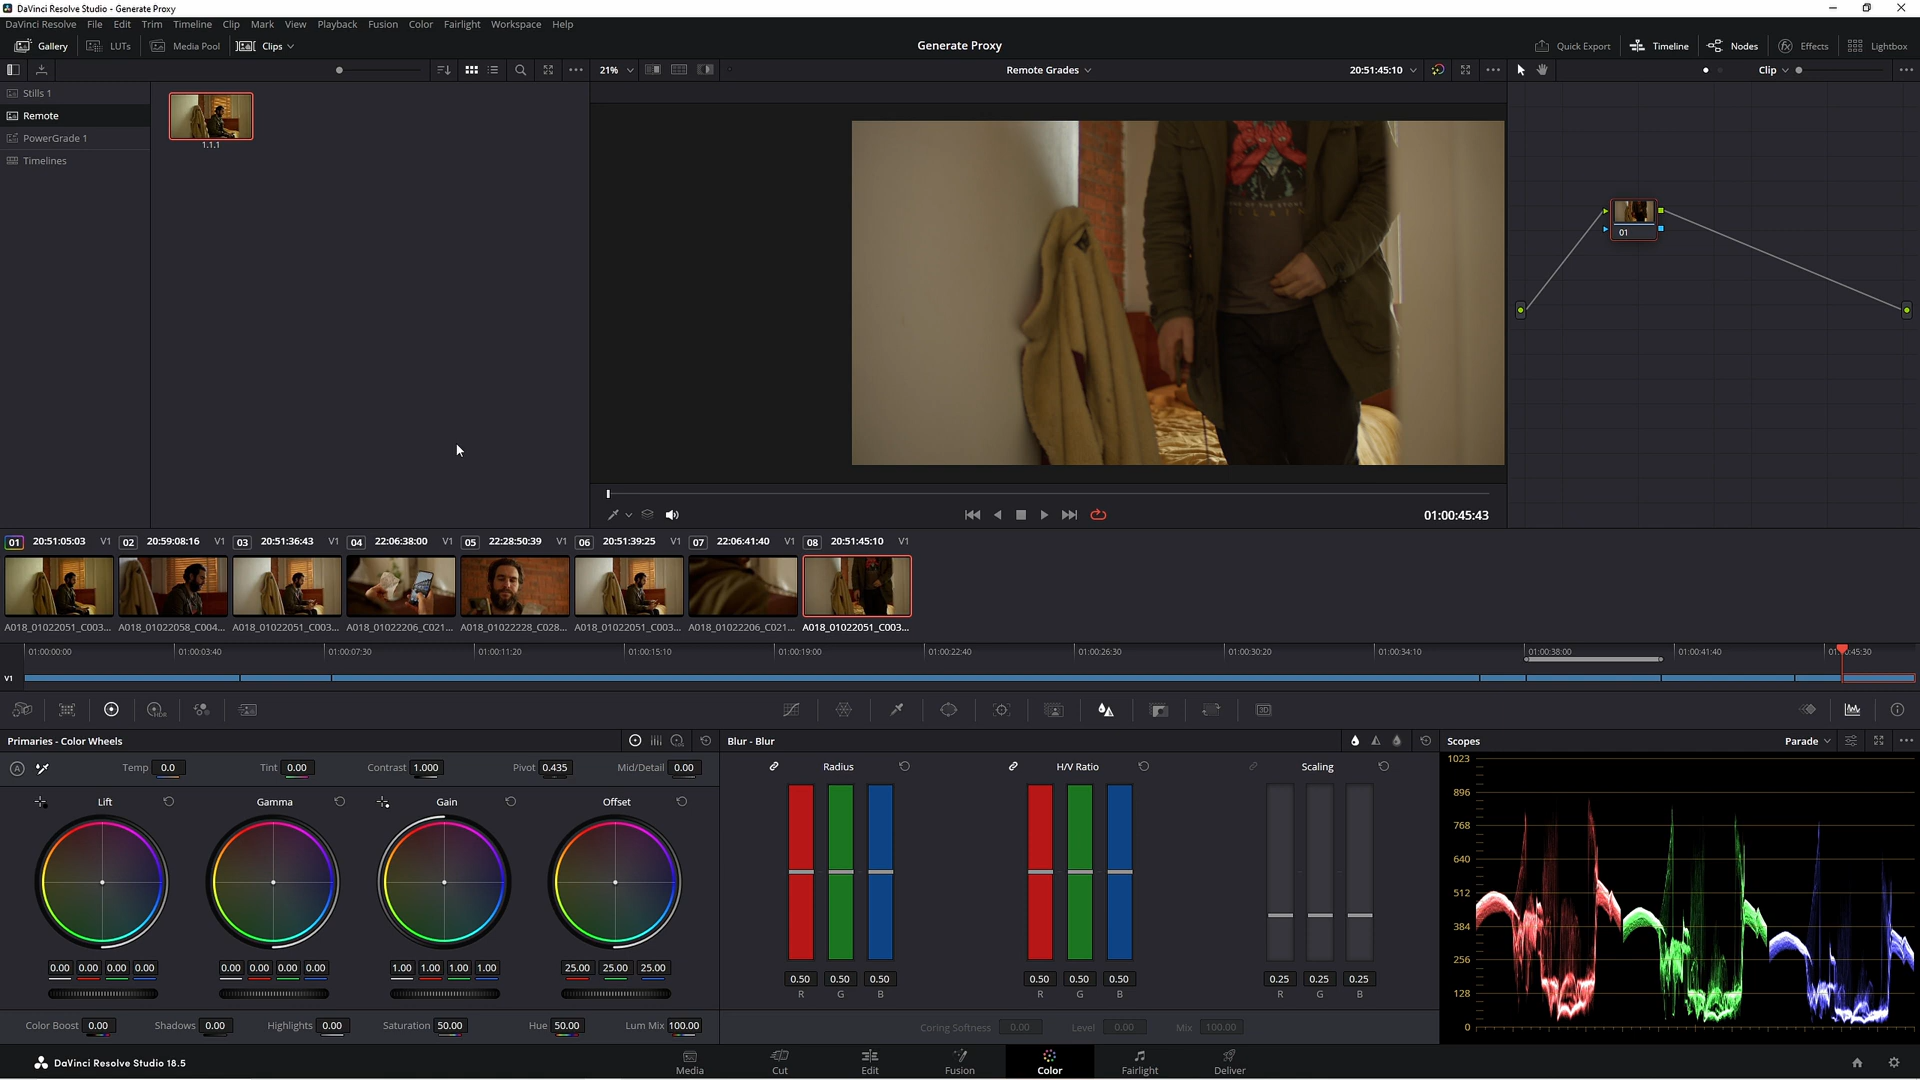 DaVinci Resolve Studio - Generate Proxy
DaVinci Resolve File Edit Trim Timeline Clip Mark View Playback Fusion Color Fairlight Workspace Help
Gallery LUTs Media Pool Clips Generate Proxy Quick Export Timeline Nodes Effects Lightbox
21% Remote Grades 20:51:45:10 Clip
Stills 1
Remote
PowerGrade 1
Timelines
1.1.1
01
01:00:45:43
01 20:51:05:03 V1 02 20:59:08:16 V1 03 20:51:36:43 V1 04 22:06:38:00 V1 05 22:28:50:39 V1 06 20:51:39:25 V1 07 22:06:41:40 V1 08 20:51:45:10 V1
A018_01022051_C003... A018_01022058_C004... A018_01022051_C003... A018_01022206_C021... A018_01022228_C028... A018_01022051_C003... A018_01022206_C021... A018_01022051_C003...
01:00:00:00 01:00:03:40 01:00:07:30 01:00:11:20 01:00:15:10 01:00:19:00 01:00:22:40 01:00:26:30 01:00:30:20 01:00:34:10 01:00:38:00 01:00:41:40
V1
HDR 3D
Primaries - Color Wheels Blur - Blur Scopes Parade
A Temp 0.0 Tint 0.00 Contrast 1.000 Pivot 0.435 Mid/Detail 0.00 Radius H/V Ratio Scaling
Lift Gamma Gain Offset
0.00 0.00 0.00 0.00 0.00 0.00 0.00 0.00 1.00 1.00 1.00 1.00 25.00 25.00 25.00
0.50 0.50 0.50 0.50 0.50 0.50 0.25 0.25 0.25
R G B R G B R G B
Color Boost 0.00 Shadows 0.00 Highlights 0.00 Saturation 50.00 Hue 50.00 Lum Mix 100.00
Coring Softness 0.00 Level 0.00 Mix 100.00
1023
896
768
640
512
384
256
128
0
DaVinci Resolve Studio 18.5
Media Cut Edit Fusion Color Fairlight Deliver